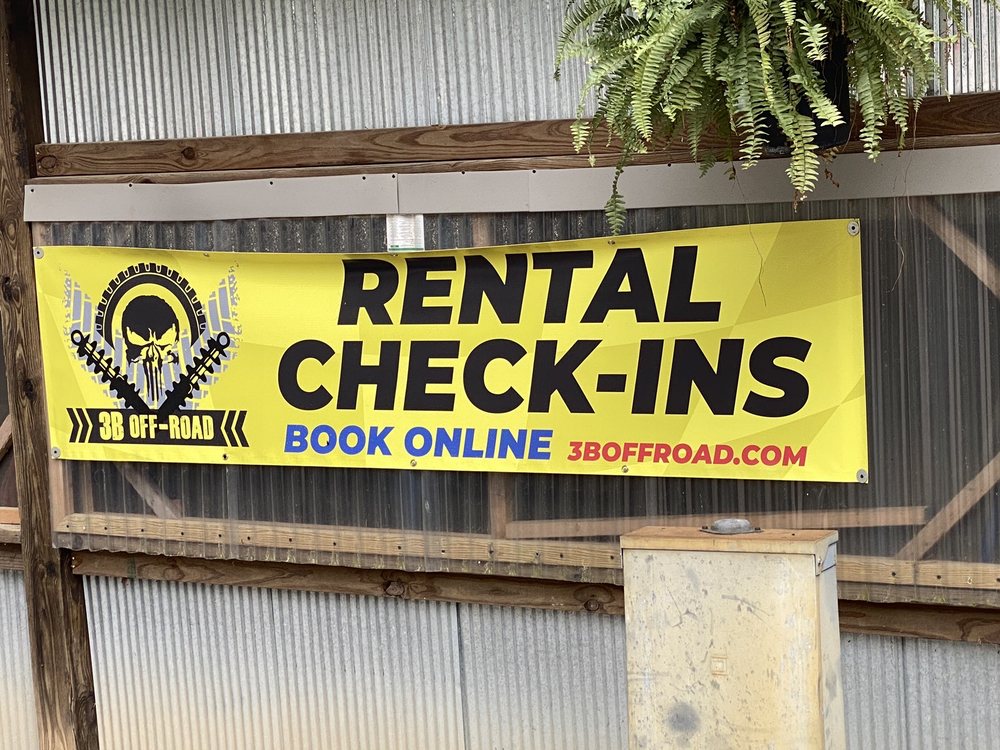 3B OFF-ROAD
RENTAL
CHECK-INS
BOOK ONLINE 3BOFFROAD.COM